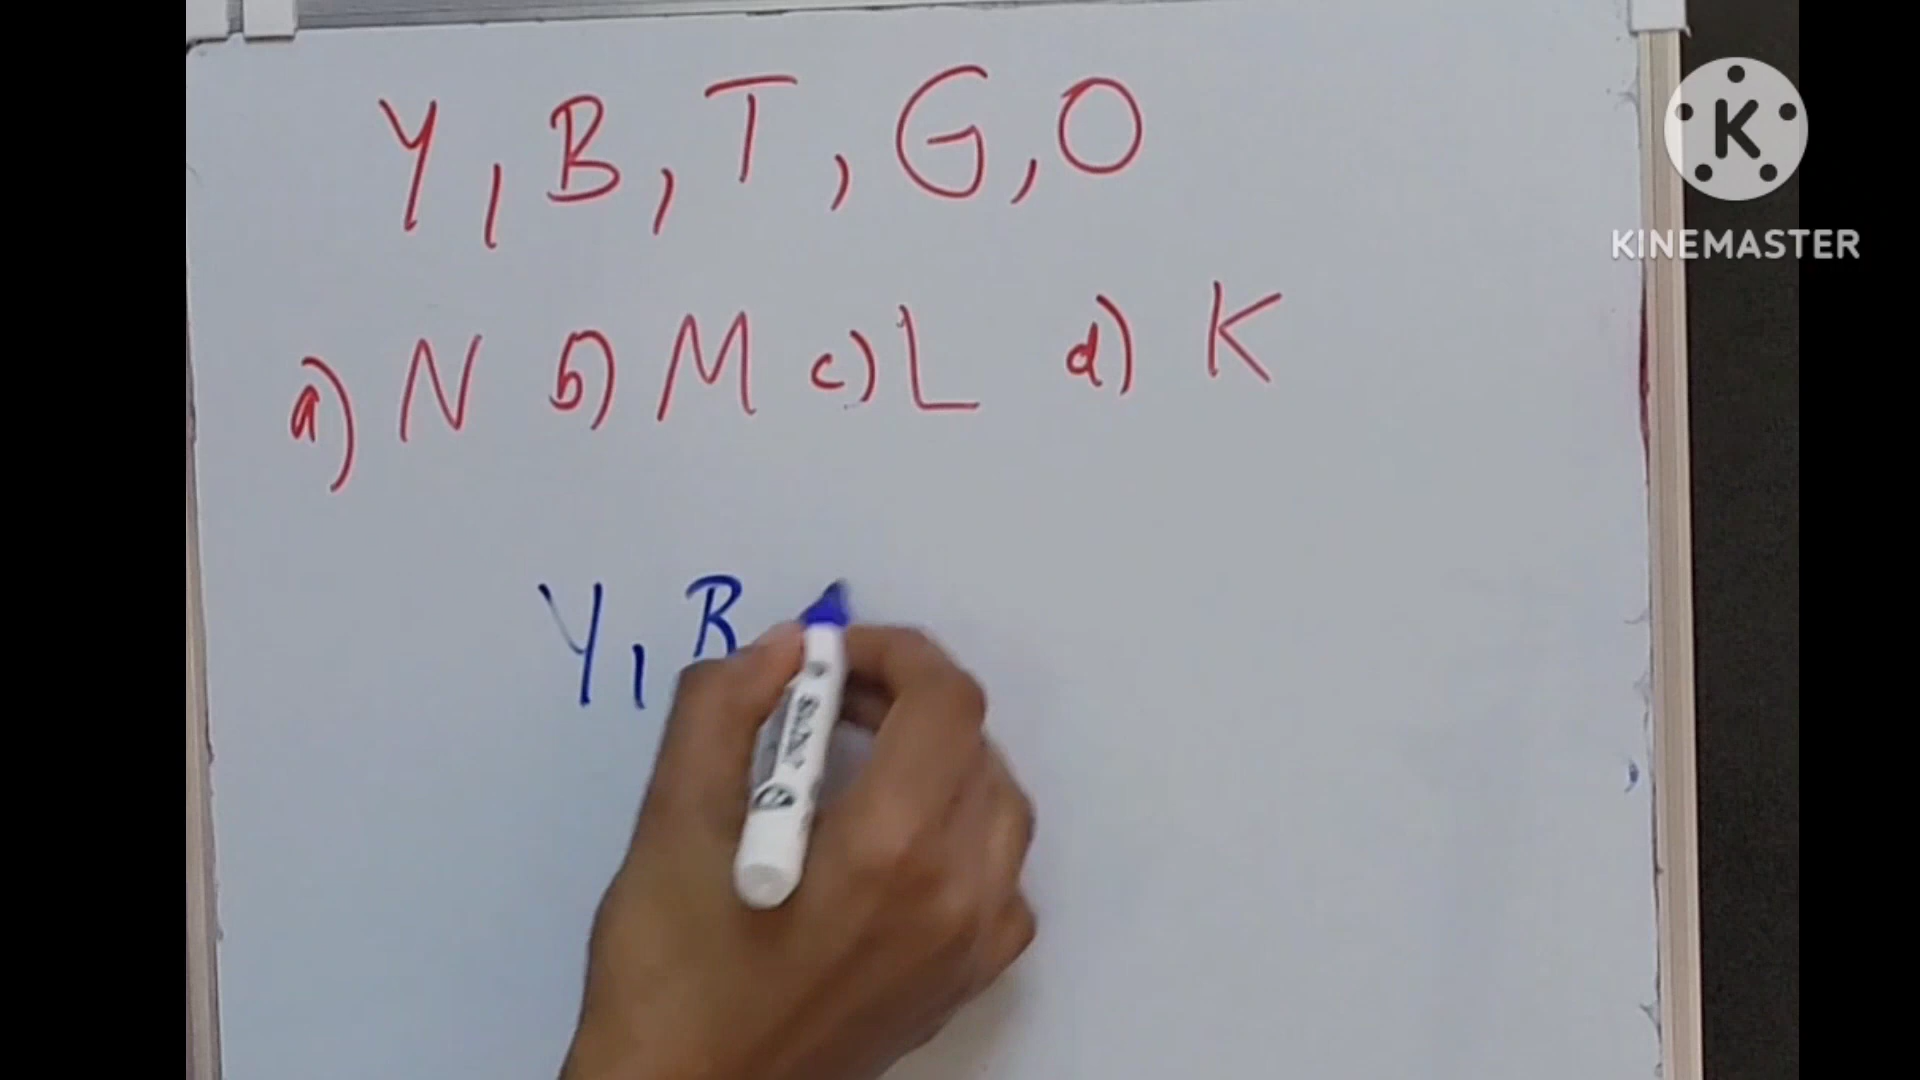 Y, B, T, G, O
a) N b) M c) L d) K
Y, B
K
KINEMASTER